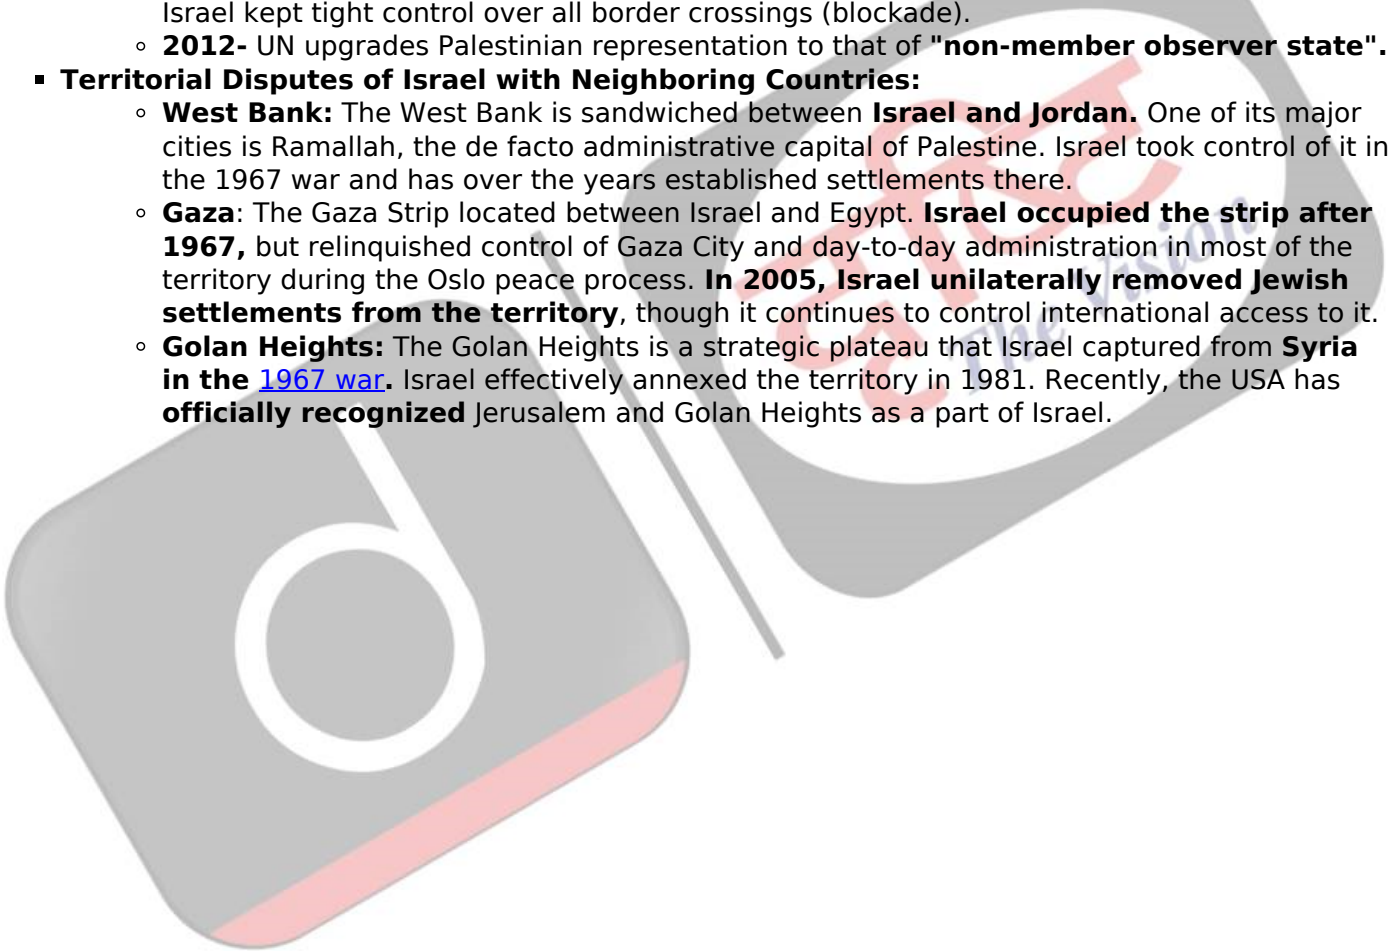 Israel kept tight control over all border crossings (blockade).
◦ 2012- UN upgrades Palestinian representation to that of "non-member observer state".
▪ Territorial Disputes of Israel with Neighboring Countries:
◦ West Bank: The West Bank is sandwiched between Israel and Jordan. One of its major
cities is Ramallah, the de facto administrative capital of Palestine. Israel took control of it in
the 1967 war and has over the years established settlements there.
◦ Gaza: The Gaza Strip located between Israel and Egypt. Israel occupied the strip after
1967, but relinquished control of Gaza City and day-to-day administration in most of the
territory during the Oslo peace process. In 2005, Israel unilaterally removed Jewish
settlements from the territory, though it continues to control international access to it.
◦ Golan Heights: The Golan Heights is a strategic plateau that Israel captured from Syria
in the 1967 war. Israel effectively annexed the territory in 1981. Recently, the USA has
officially recognized Jerusalem and Golan Heights as a part of Israel.
d
दृष्टि
The Vision